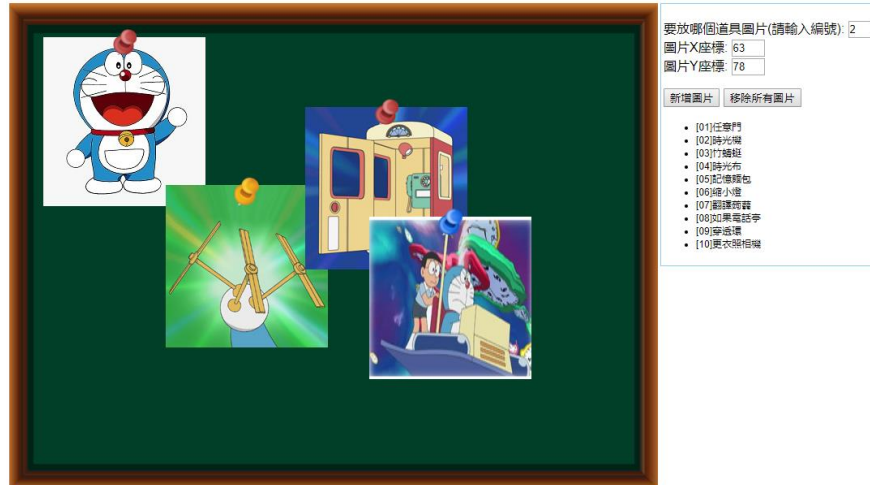 要放哪個道具圖片(請輸入編號): 2
圖片X座標: 63
圖片Y座標: 78
新增圖片 移除所有圖片
[01]任意門
[02]時光機
[03]竹蜻蜓
[04]時光布
[05]記憶麵包
[06]縮小燈
[07]翻譯蒟蒻
[08]如果電話亭
[09]穿透環
[10]更衣照相機